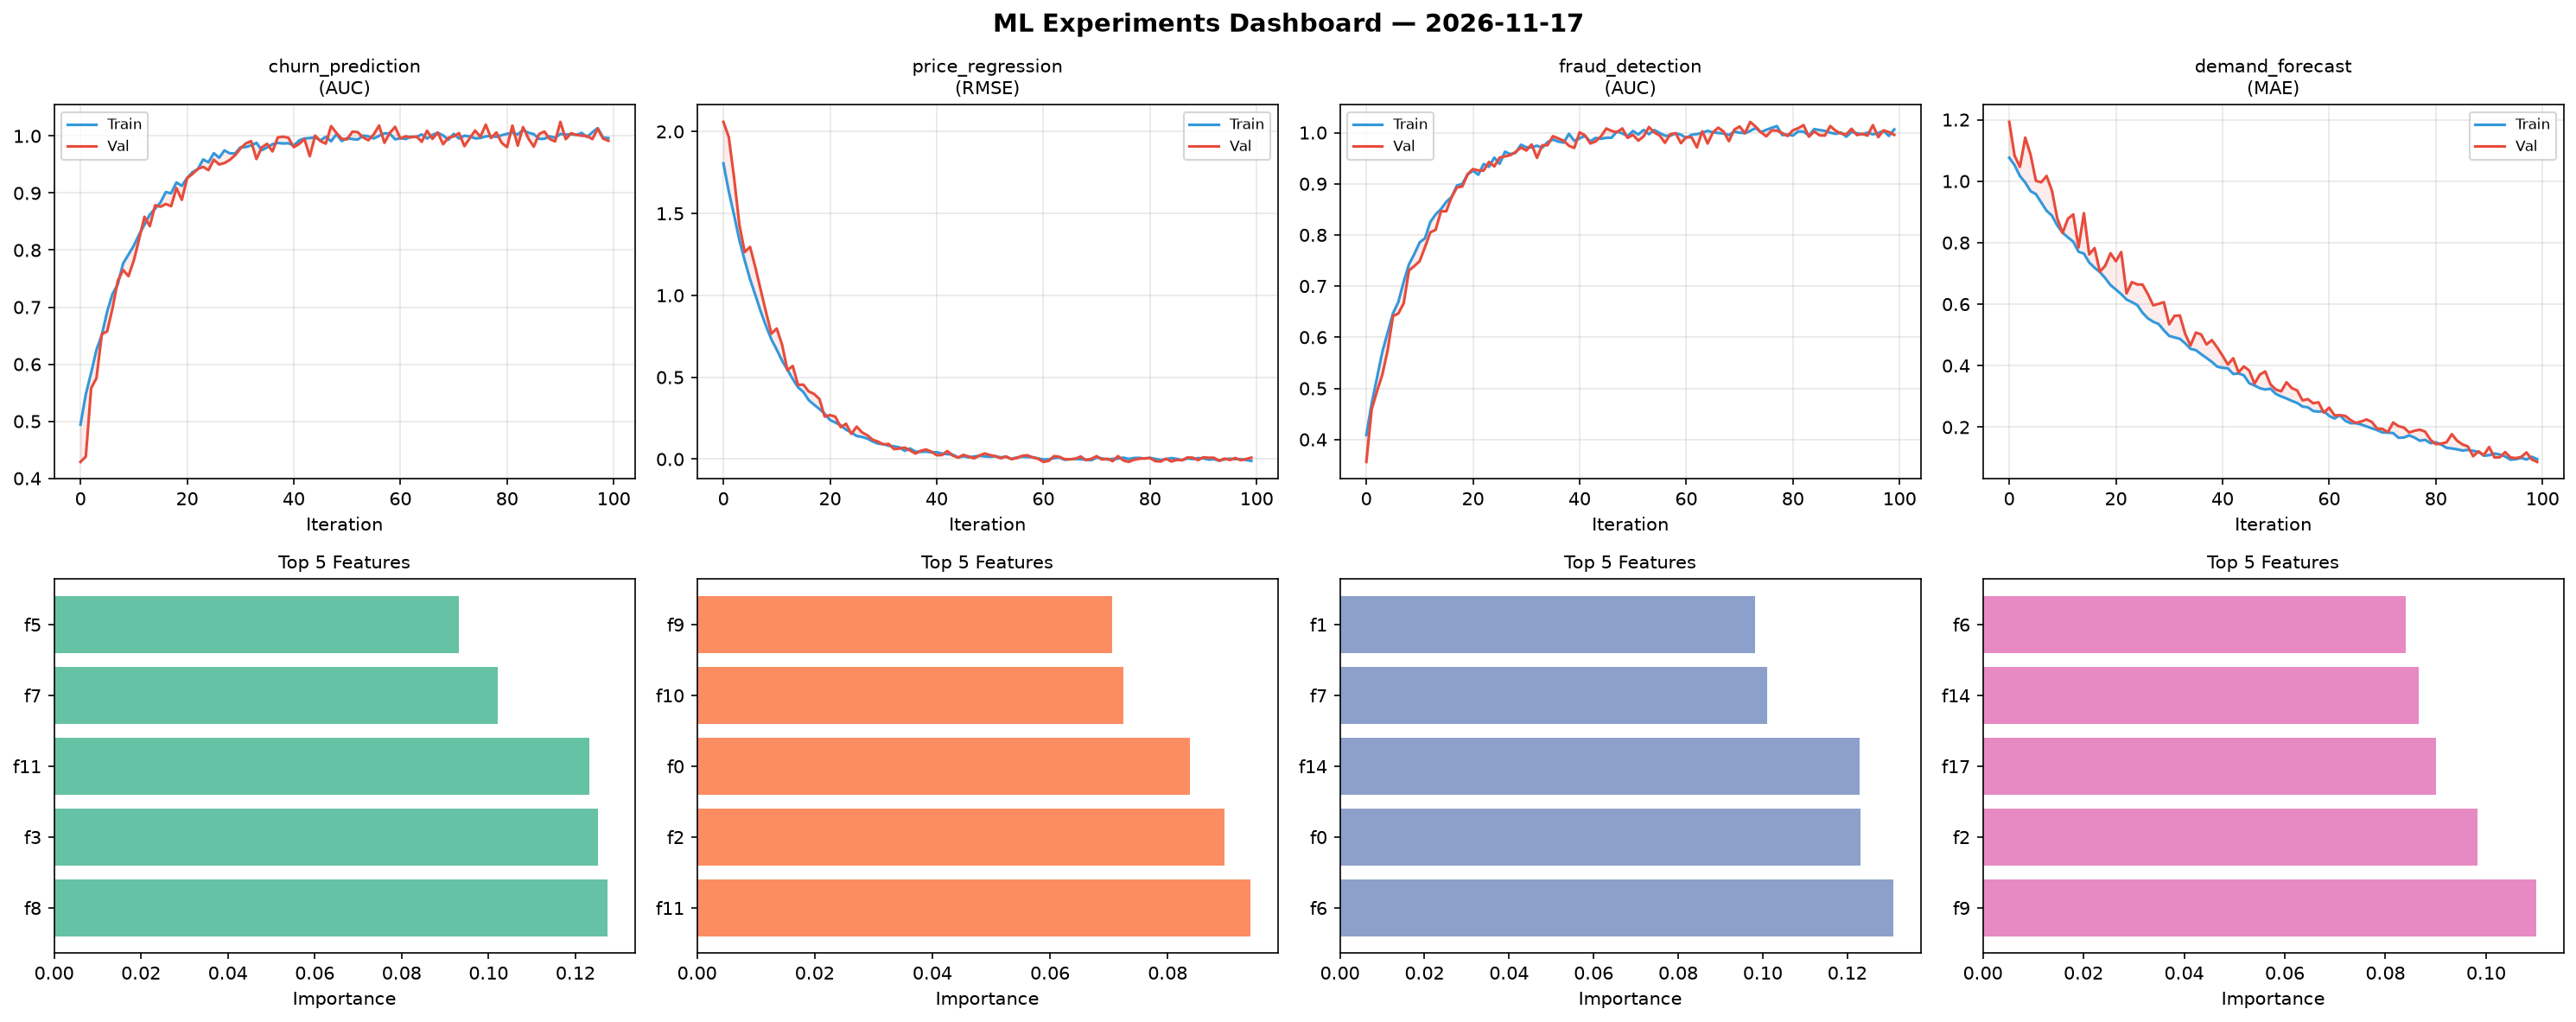 ML Experiments Dashboard — 2026-11-17
churn_prediction
(AUC)
Train
Val
1.0
0.9
0.8
0.7
0.6
0.5
0.4
0 20 40 60 80 100
Iteration
price_regression
(RMSE)
Train
Val
2.0
1.5
1.0
0.5
0.0
0 20 40 60 80 100
Iteration
fraud_detection
(AUC)
Train
Val
1.0
0.9
0.8
0.7
0.6
0.5
0.4
0 20 40 60 80 100
Iteration
demand_forecast
(MAE)
Train
Val
1.2
1.0
0.8
0.6
0.4
0.2
0 20 40 60 80 100
Iteration
Top 5 Features
f5
f7
f11
f3
f8
0.00 0.02 0.04 0.06 0.08 0.10 0.12
Importance
Top 5 Features
f9
f10
f0
f2
f11
0.00 0.02 0.04 0.06 0.08
Importance
Top 5 Features
f1
f7
f14
f0
f6
0.00 0.02 0.04 0.06 0.08 0.10 0.12
Importance
Top 5 Features
f6
f14
f17
f2
f9
0.00 0.02 0.04 0.06 0.08 0.10
Importance